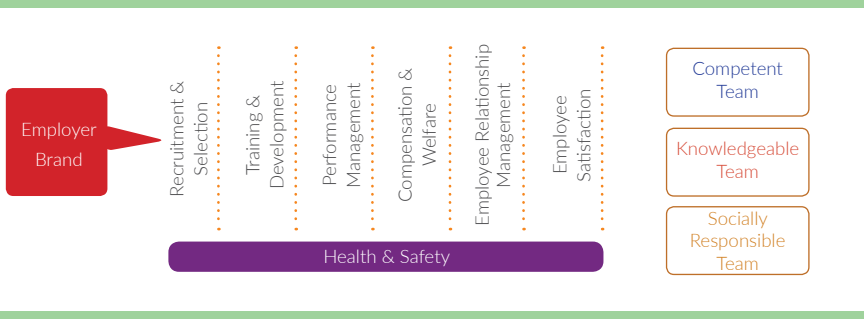 Employer
Brand
Recruitment &
Selection
Training &
Development
Performance
Management
Compensation &
Welfare
Employee Relationship
Management
Employee
Satisfaction
Health & Safety
Competent
Team
Knowledgeable
Team
Socially
Responsible
Team